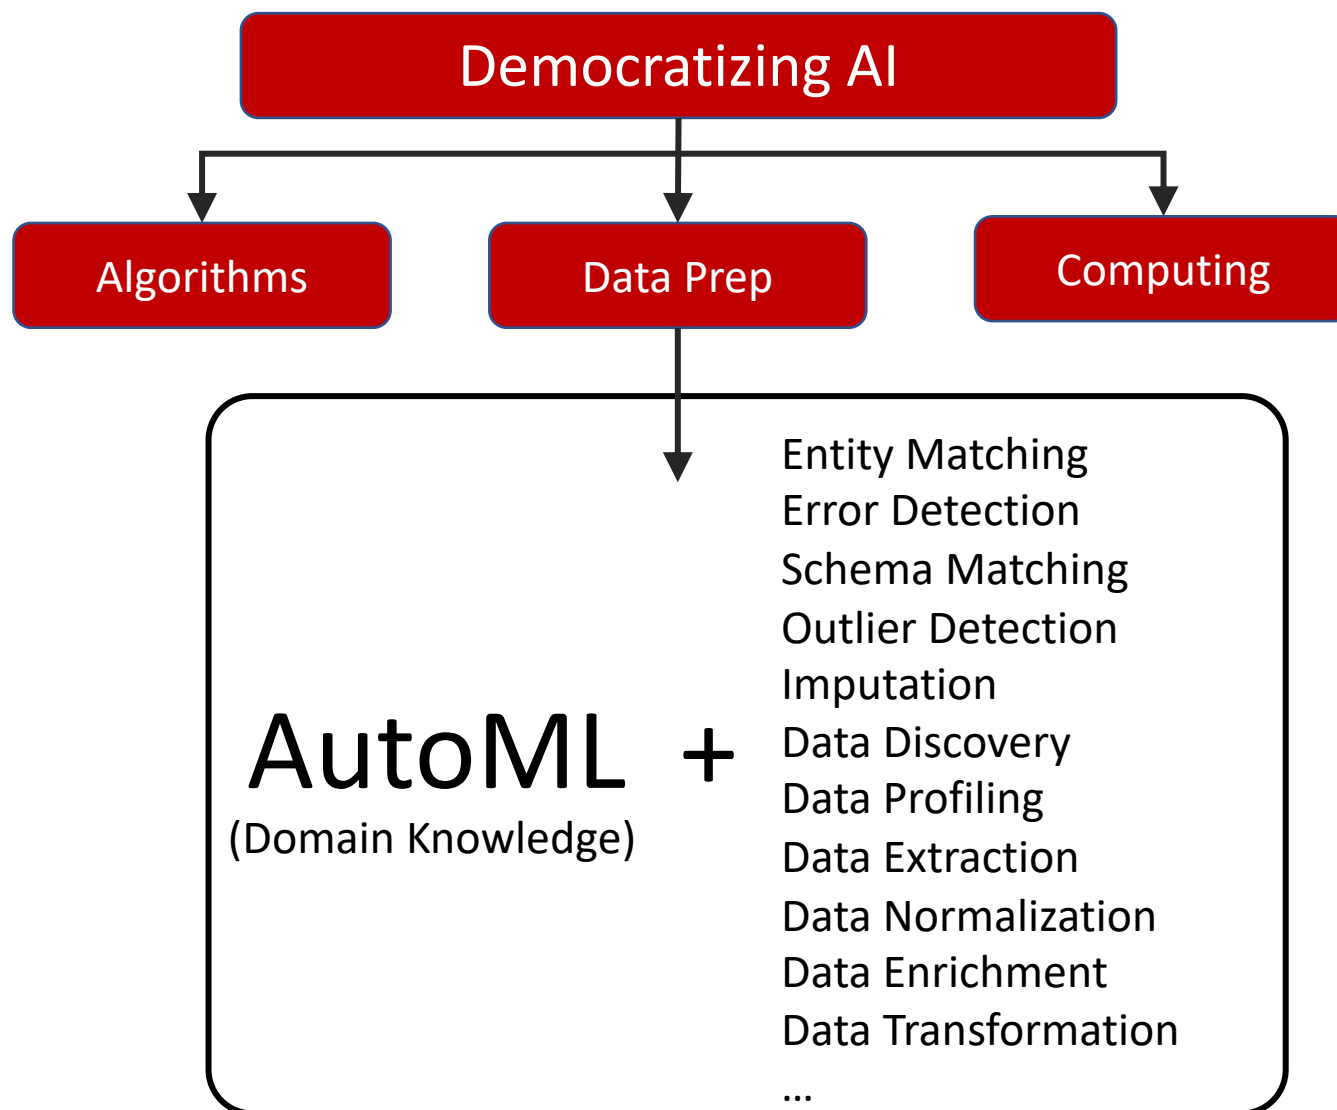 Democratizing AI
Algorithms
Data Prep
Computing
Entity Matching
Error Detection
Schema Matching
Outlier Detection
Imputation
AutoML + Data Discovery
(Domain Knowledge) Data Profiling
Data Extraction
Data Normalization
Data Enrichment
Data Transformation
...